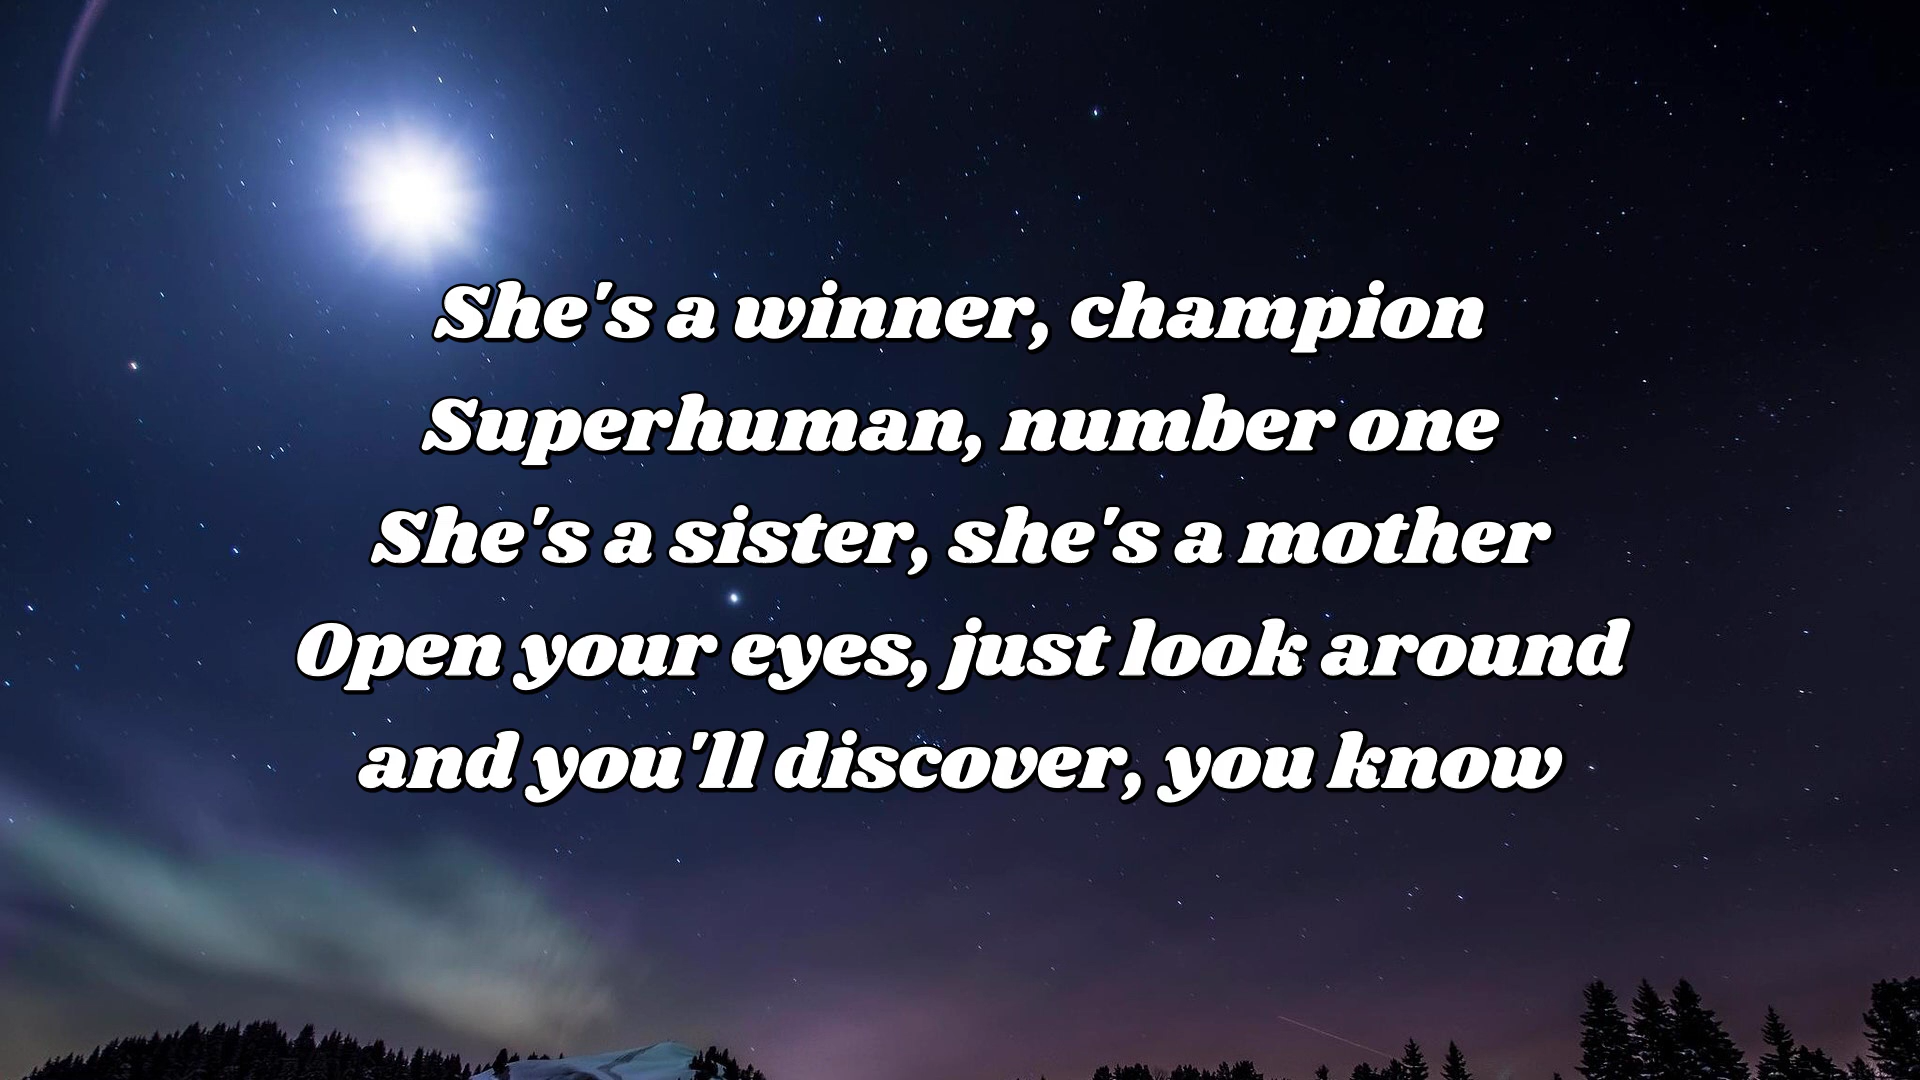 She's a winner, champion
Superhuman, number one
She's a sister, she's a mother
Open your eyes, just look around
and you'll discover, you know